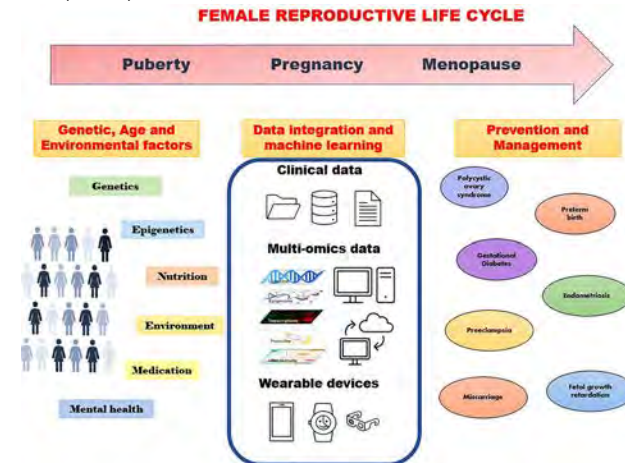 FEMALE REPRODUCTIVE LIFE CYCLE
Puberty
Pregnancy
Menopause
Genetic, Age and
Environmental factors
Genetics
Epigenetics
Nutrition
Environment
Medication
Mental health
Data integration and
machine learning
Clinical data
Multi-omics data
Wearable devices
Prevention and
Management
Polycystic
ovary
syndrome
Preterm
birth
Gestational
Diabetes
Endometriosis
Preeclampsia
Miscarriage
Fetal growth
retardation